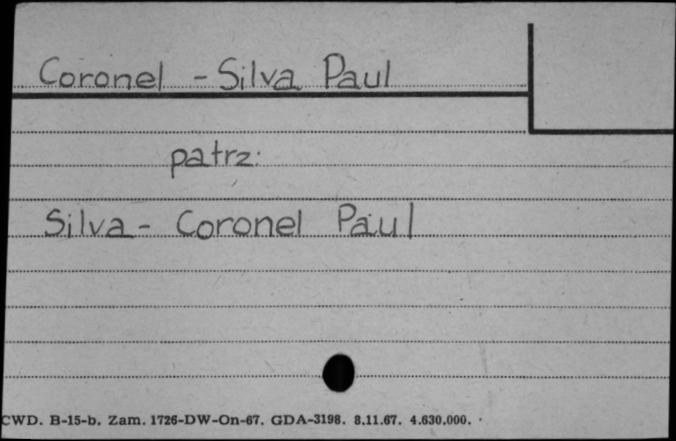 Coronel - Silva Paul
patrz:
Silva - Coronel Paul
CWD. B-15-b. Zam. 1726-DW-On-67. GDA-3198. 8.11.67. 4.630.000.